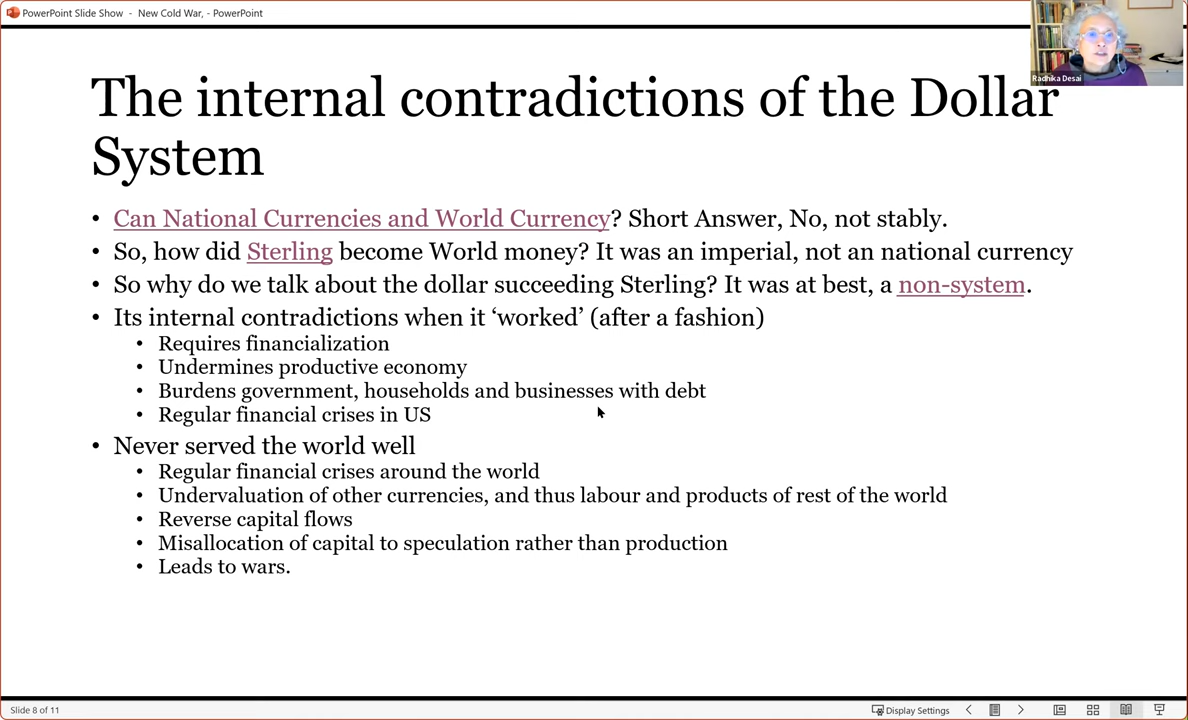 PowerPoint Slide Show - New Cold War, - PowerPoint
Radhika Desai
The internal contradictions of the Dollar
System
• Can National Currencies and World Currency? Short Answer, No, not stably.
• So, how did Sterling become World money? It was an imperial, not an national currency
• So why do we talk about the dollar succeeding Sterling? It was at best, a non-system.
• Its internal contradictions when it ‘worked’ (after a fashion)
• Requires financialization
• Undermines productive economy
• Burdens government, households and businesses with debt
• Regular financial crises in US
• Never served the world well
• Regular financial crises around the world
• Undervaluation of other currencies, and thus labour and products of rest of the world
• Reverse capital flows
• Misallocation of capital to speculation rather than production
• Leads to wars.
Slide 8 of 11
Display Settings